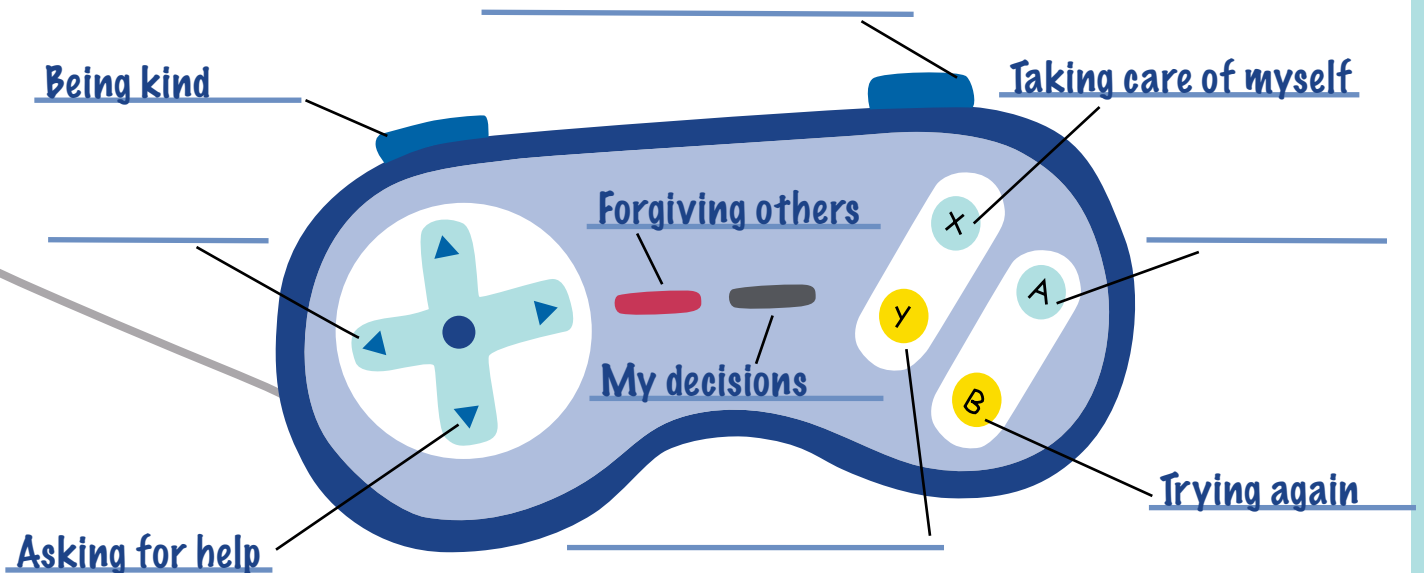 Being kind
Taking care of myself
Forgiving others
X
A
Y
My decisions
B
Trying again
Asking for help